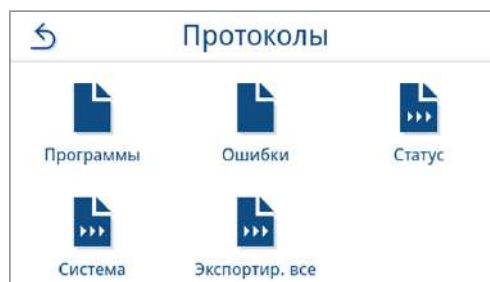 Протоколы
Программы Ошибки Статус
Система Экспортир. все